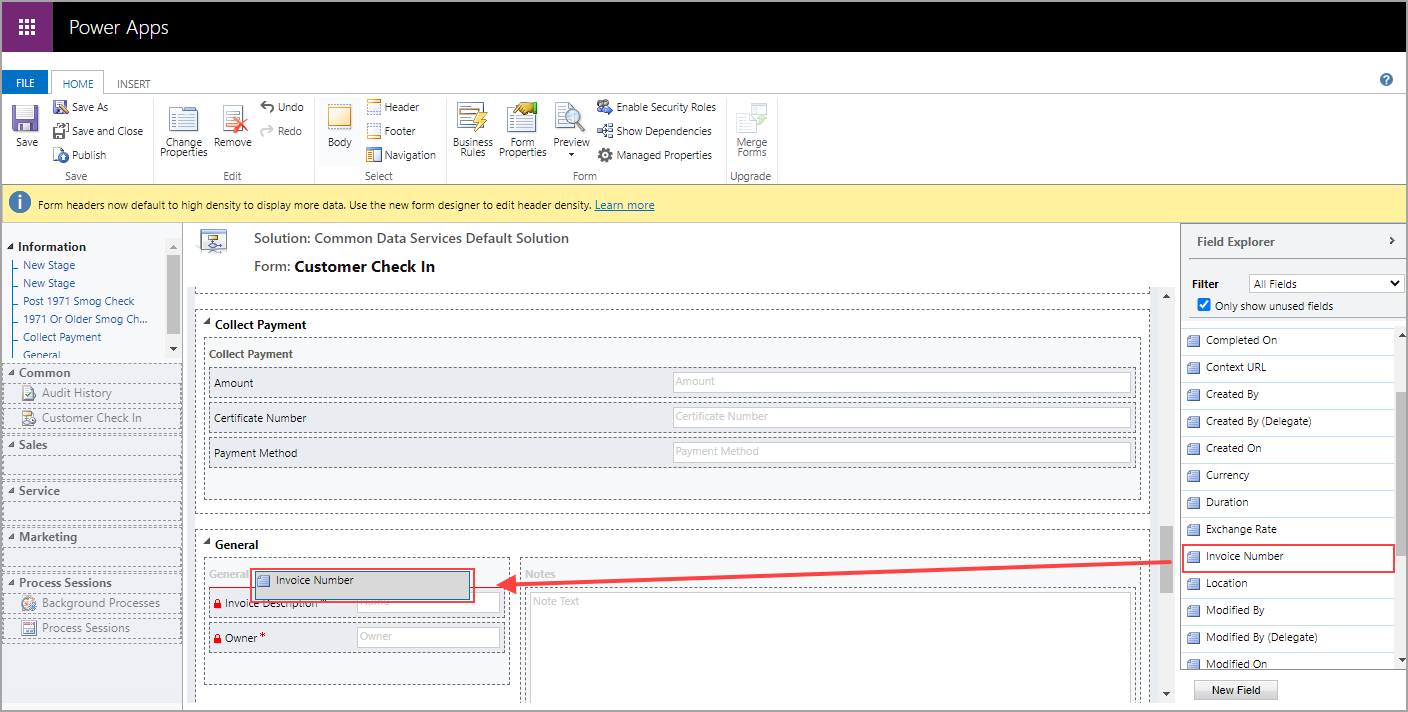 Power Apps
FILE
HOME
INSERT
Save
Save As
Save and Close
Publish
Save
Change
Properties
Remove
Undo
Redo
Edit
Body
Header
Footer
Navigation
Select
Business
Rules
Form
Properties
Preview
Enable Security Roles
Show Dependencies
Managed Properties
Form
Merge
Forms
Upgrade
Form headers now default to high density to display more data. Use the new form designer to edit header density. Learn more
Information
New Stage
New Stage
Post 1971 Smog Check
1971 Or Older Smog Ch...
Collect Payment
General
Common
Audit History
Customer Check In
Sales
Service
Marketing
Process Sessions
Background Processes
Process Sessions
Solution: Common Data Services Default Solution
Form: Customer Check In
Collect Payment
Collect Payment
Amount
Amount
Certificate Number
Certificate Number
Payment Method
Payment Method
General
General
Invoice Number
Invoice Description *
Name
Owner *
Owner
Notes
Note Text
Field Explorer
Filter
All Fields
Only show unused fields
Completed On
Context URL
Created By
Created By (Delegate)
Created On
Currency
Duration
Exchange Rate
Invoice Number
Location
Modified By
Modified By (Delegate)
Modified On
New Field